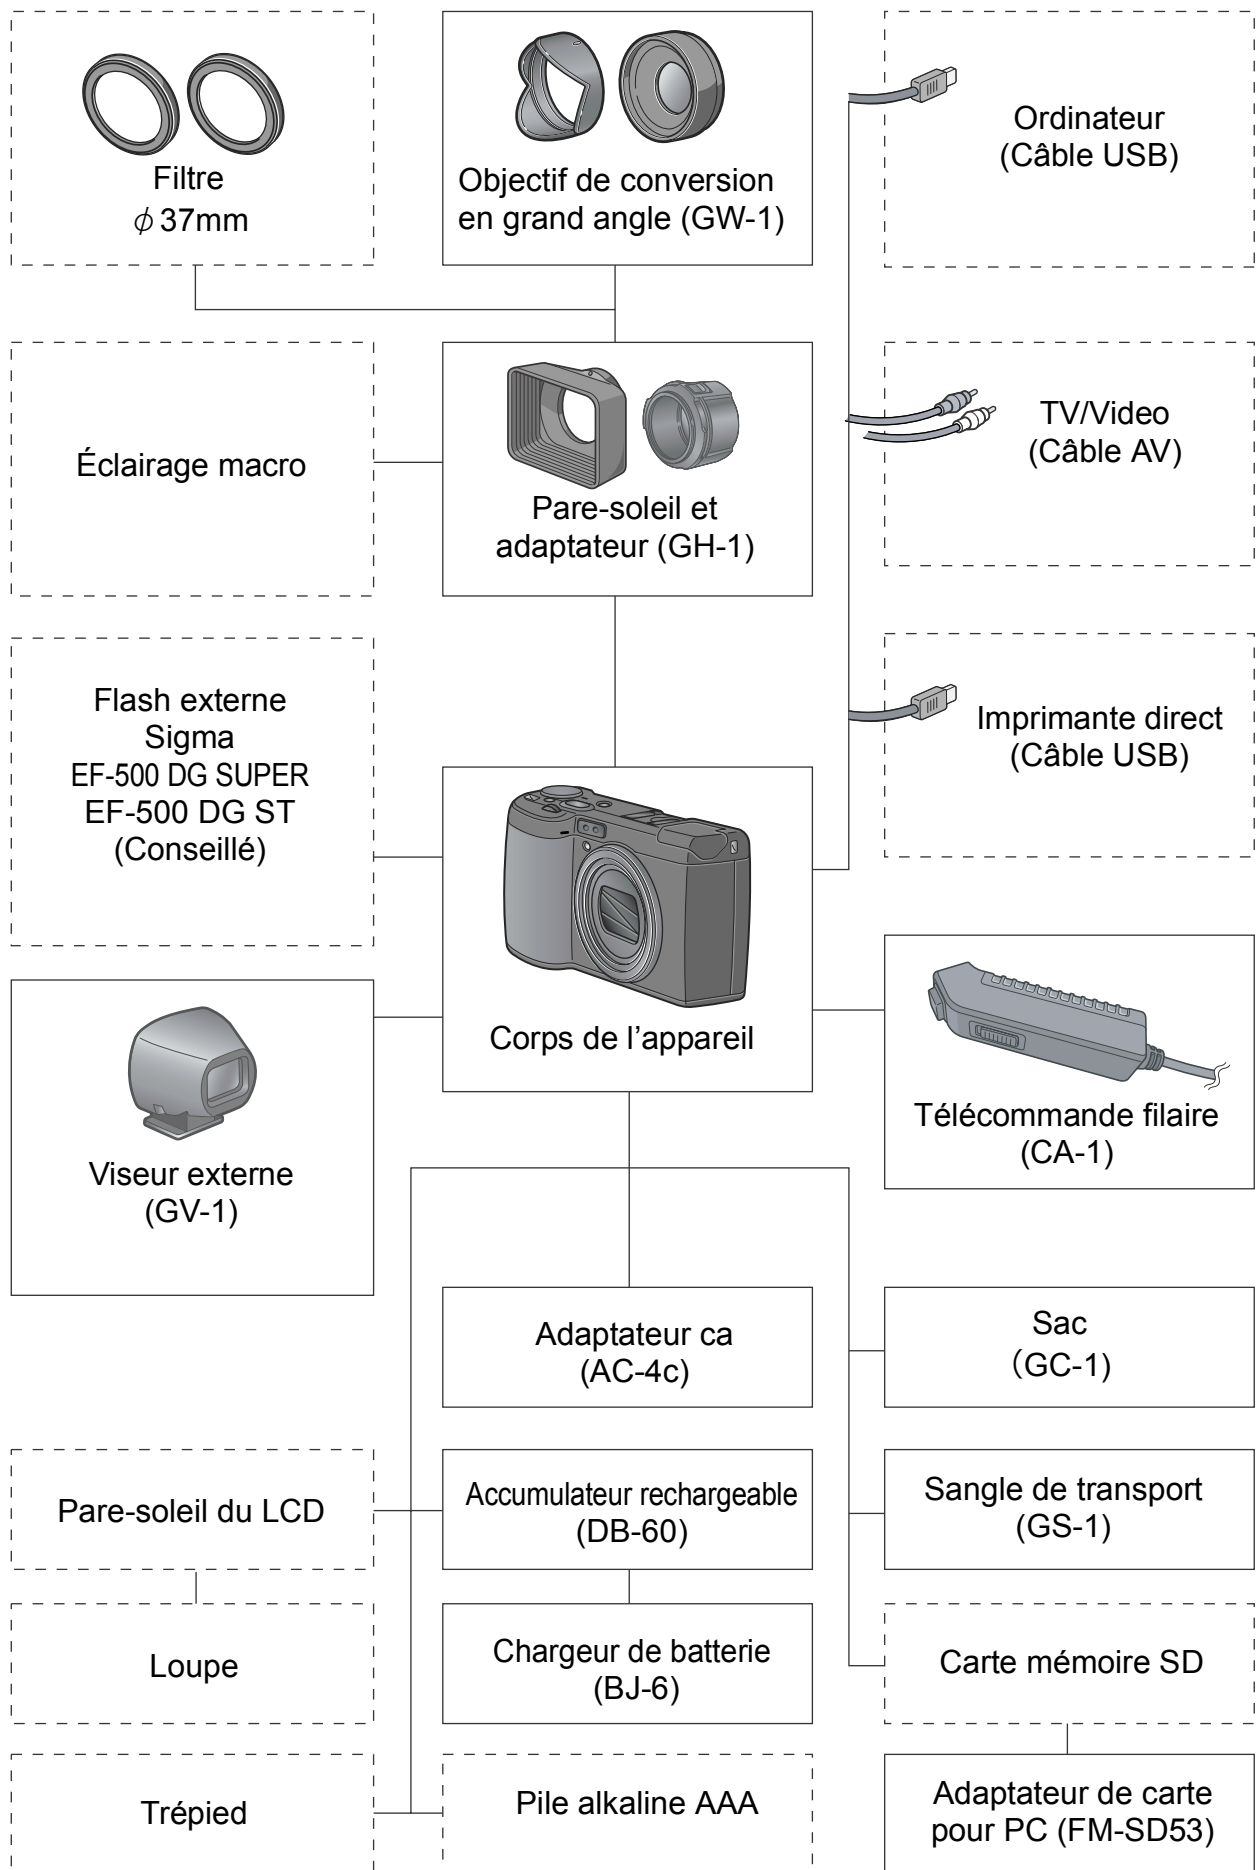 Filtre
ϕ 37mm
Objectif de conversion
en grand angle (GW-1)
Ordinateur
(Câble USB)
Éclairage macro
Pare-soleil et
adaptateur (GH-1)
TV/Video
(Câble AV)
Flash externe
Sigma
EF-500 DG SUPER
EF-500 DG ST
(Conseillé)
Imprimante direct
(Câble USB)
Corps de l’appareil
Viseur externe
(GV-1)
Télécommande filaire
(CA-1)
Adaptateur ca
(AC-4c)
Sac
(GC-1)
Pare-soleil du LCD
Accumulateur rechargeable
(DB-60)
Sangle de transport
(GS-1)
Loupe
Chargeur de batterie
(BJ-6)
Carte mémoire SD
Trépied
Pile alkaline AAA
Adaptateur de carte
pour PC (FM-SD53)